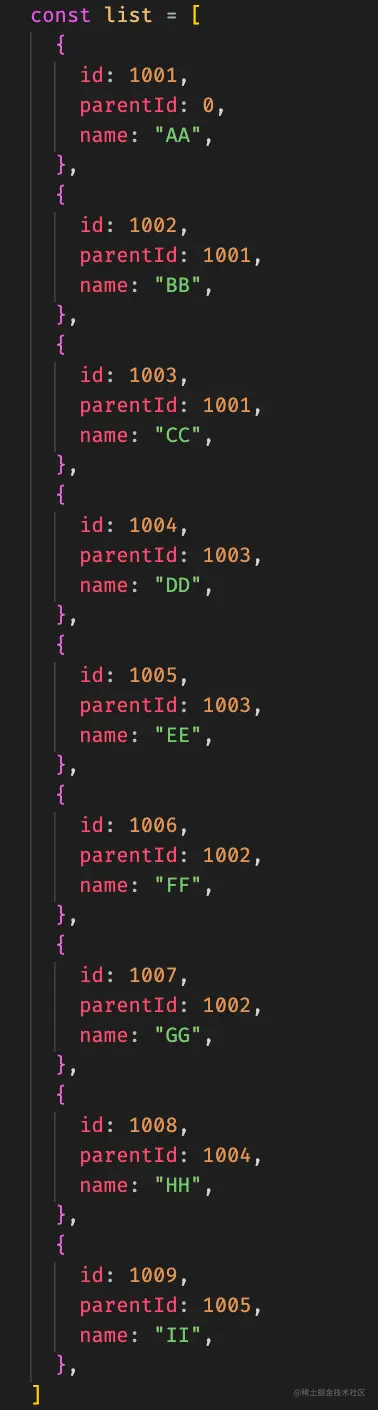 const list = [
{
id: 1001,
parentId: 0,
name: "AA",
},
{
id: 1002,
parentId: 1001,
name: "BB",
},
{
id: 1003,
parentId: 1001,
name: "CC",
},
{
id: 1004,
parentId: 1003,
name: "DD",
},
{
id: 1005,
parentId: 1003,
name: "EE",
},
{
id: 1006,
parentId: 1002,
name: "FF",
},
{
id: 1007,
parentId: 1002,
name: "GG",
},
{
id: 1008,
parentId: 1004,
name: "HH",
},
{
id: 1009,
parentId: 1005,
name: "II",
},
]
@稀土掘金技术社区